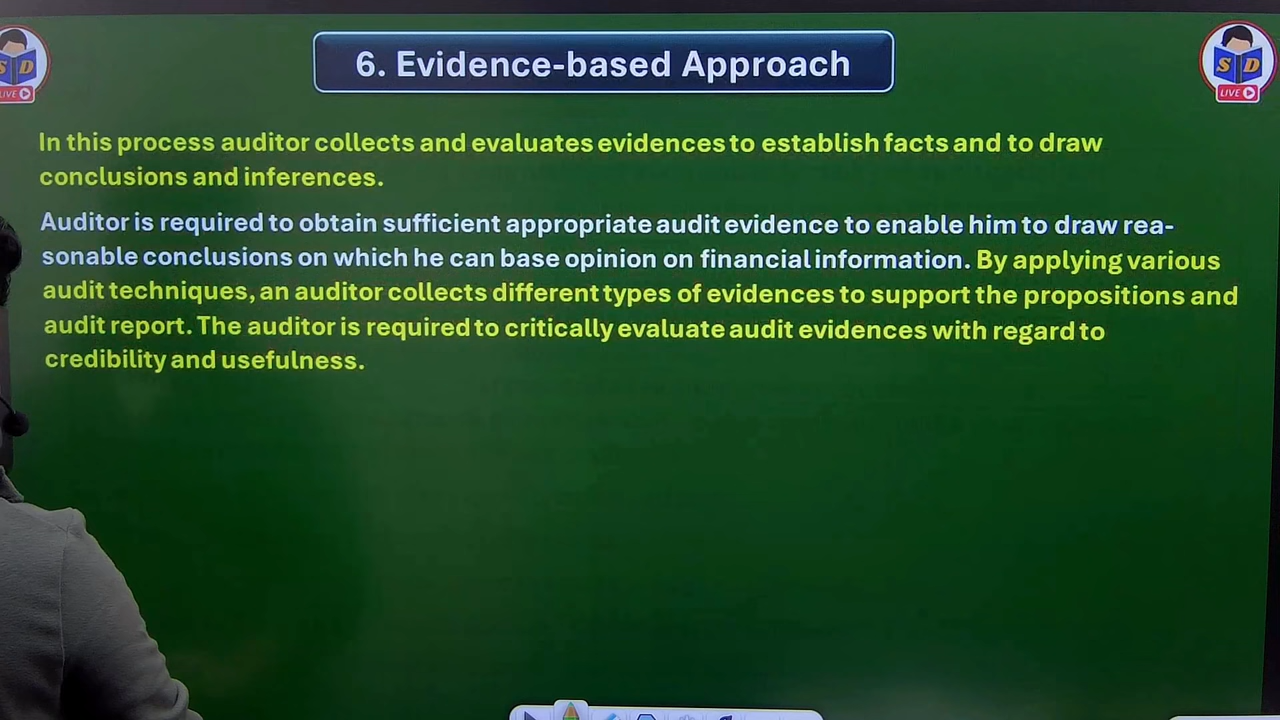 6. Evidence-based Approach
S D
LIVE
S D
LIVE
In this process auditor collects and evaluates evidences to establish facts and to draw
conclusions and inferences.
Auditor is required to obtain sufficient appropriate audit evidence to enable him to draw rea-
sonable conclusions on which he can base opinion on financial information. By applying various
audit techniques, an auditor collects different types of evidences to support the propositions and
audit report. The auditor is required to critically evaluate audit evidences with regard to
credibility and usefulness.